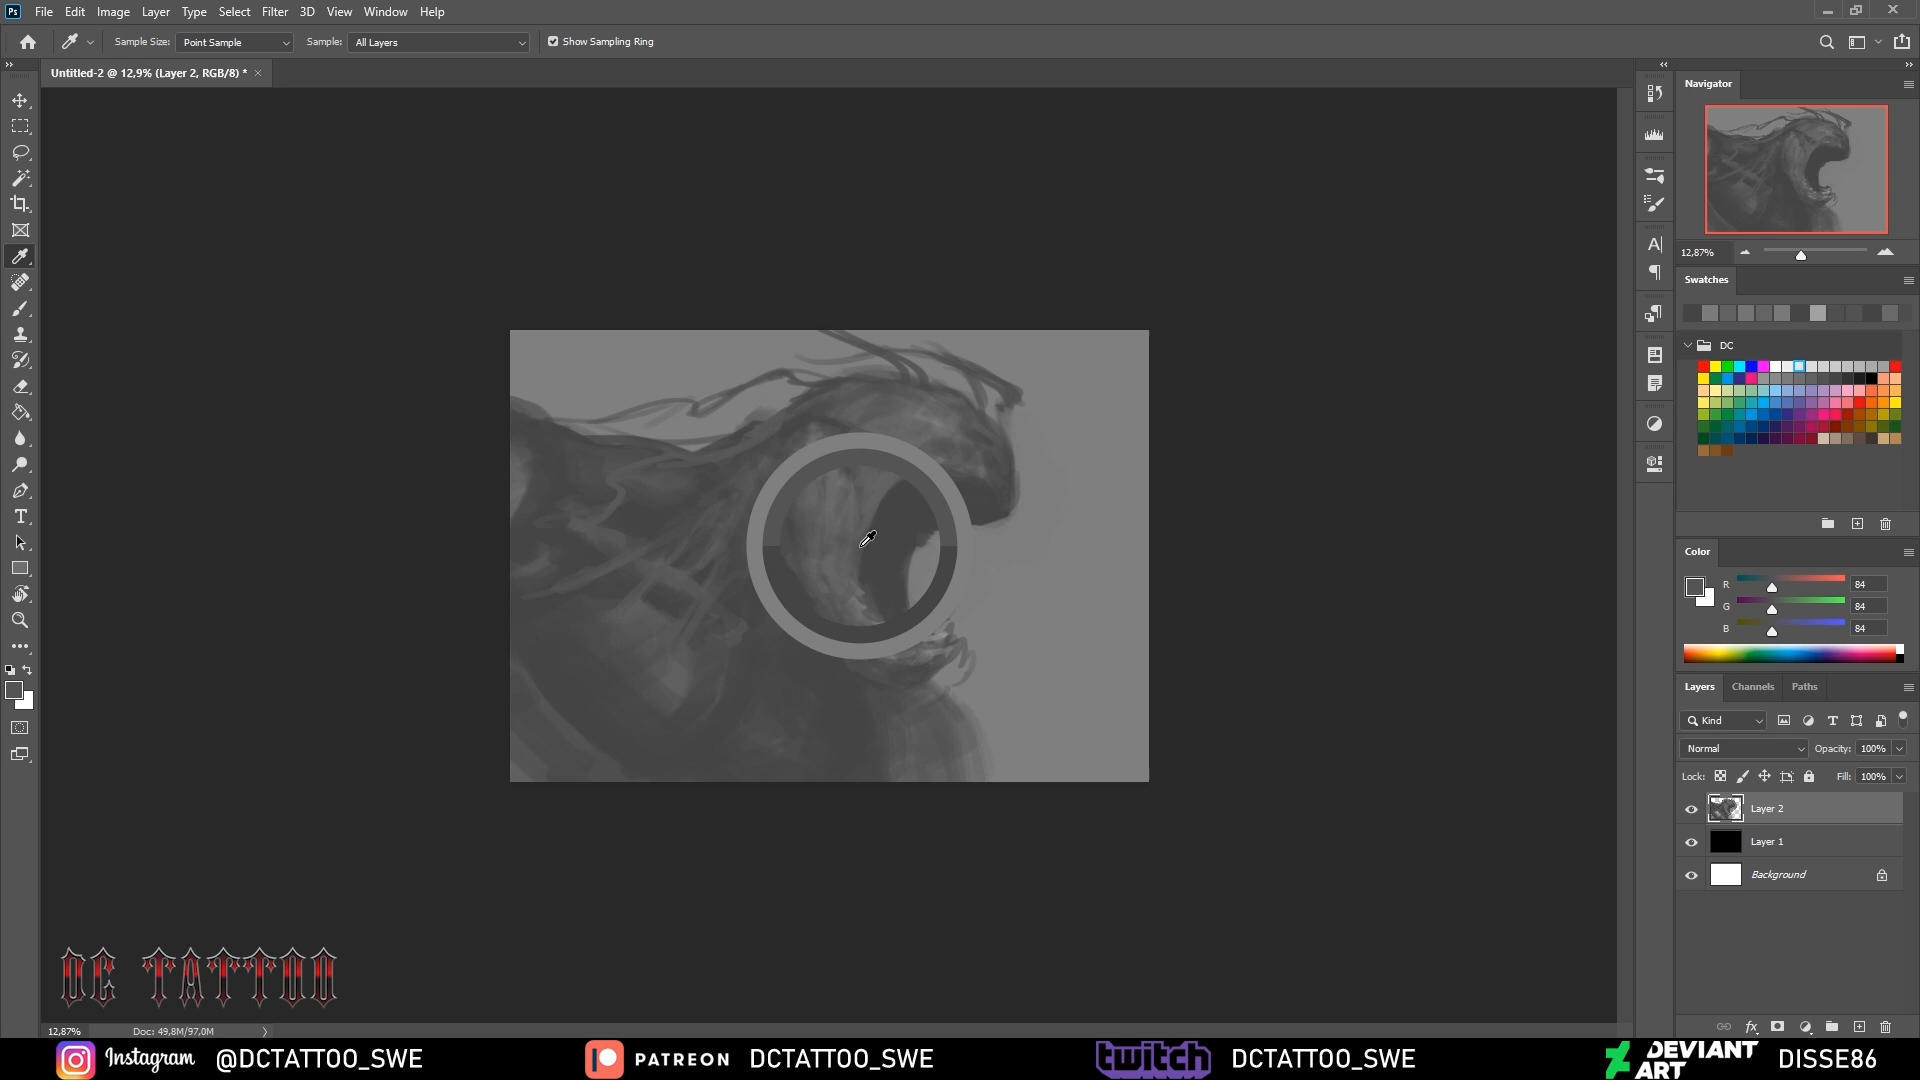 Ps File Edit Image Layer Type Select Filter 3D View Window Help
Sample Size: Point Sample Sample: All Layers Show Sampling Ring
Untitled-2 @ 12,9% (Layer 2, RGB/8) *
Navigator
12,87%
Swatches
DC
Color
R 84
G 84
B 84
Layers Channels Paths
Kind
Normal Opacity: 100%
Lock: Fill: 100%
Layer 2
Layer 1
Background
DC TATTOO
12,87% Doc: 49,8M/97,0M
Instagram @DCTATTOO_SWE PATREON DCTATTOO_SWE twitch DCTATTOO_SWE DEVIANT ART DISSE86